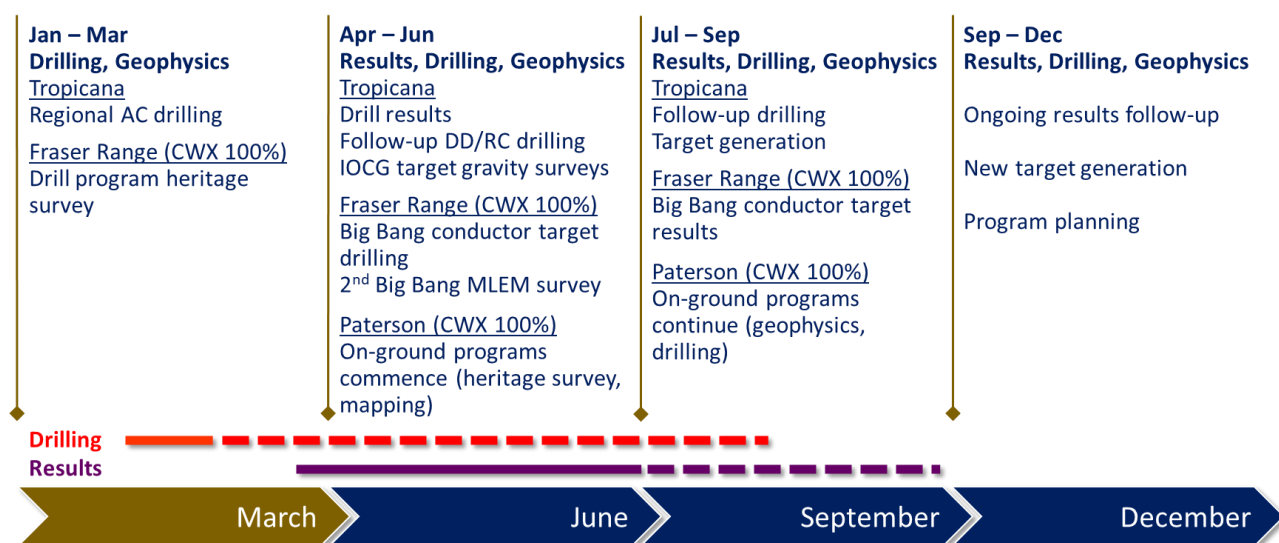 Jan – Mar
Drilling, Geophysics
Tropicana
Regional AC drilling
Fraser Range (CWX 100%)
Drill program heritage
survey
Apr – Jun
Results, Drilling, Geophysics
Tropicana
Drill results
Follow-up DD/RC drilling
IOCG target gravity surveys
Fraser Range (CWX 100%)
Big Bang conductor target
drilling
2nd Big Bang MLEM survey
Paterson (CWX 100%)
On-ground programs
commence (heritage survey,
mapping)
Jul – Sep
Results, Drilling, Geophysics
Tropicana
Follow-up drilling
Target generation
Fraser Range (CWX 100%)
Big Bang conductor target
results
Paterson (CWX 100%)
On-ground programs
continue (geophysics,
drilling)
Sep – Dec
Results, Drilling, Geophysics
Ongoing results follow-up
New target generation
Program planning
Drilling
Results
March
June
September
December